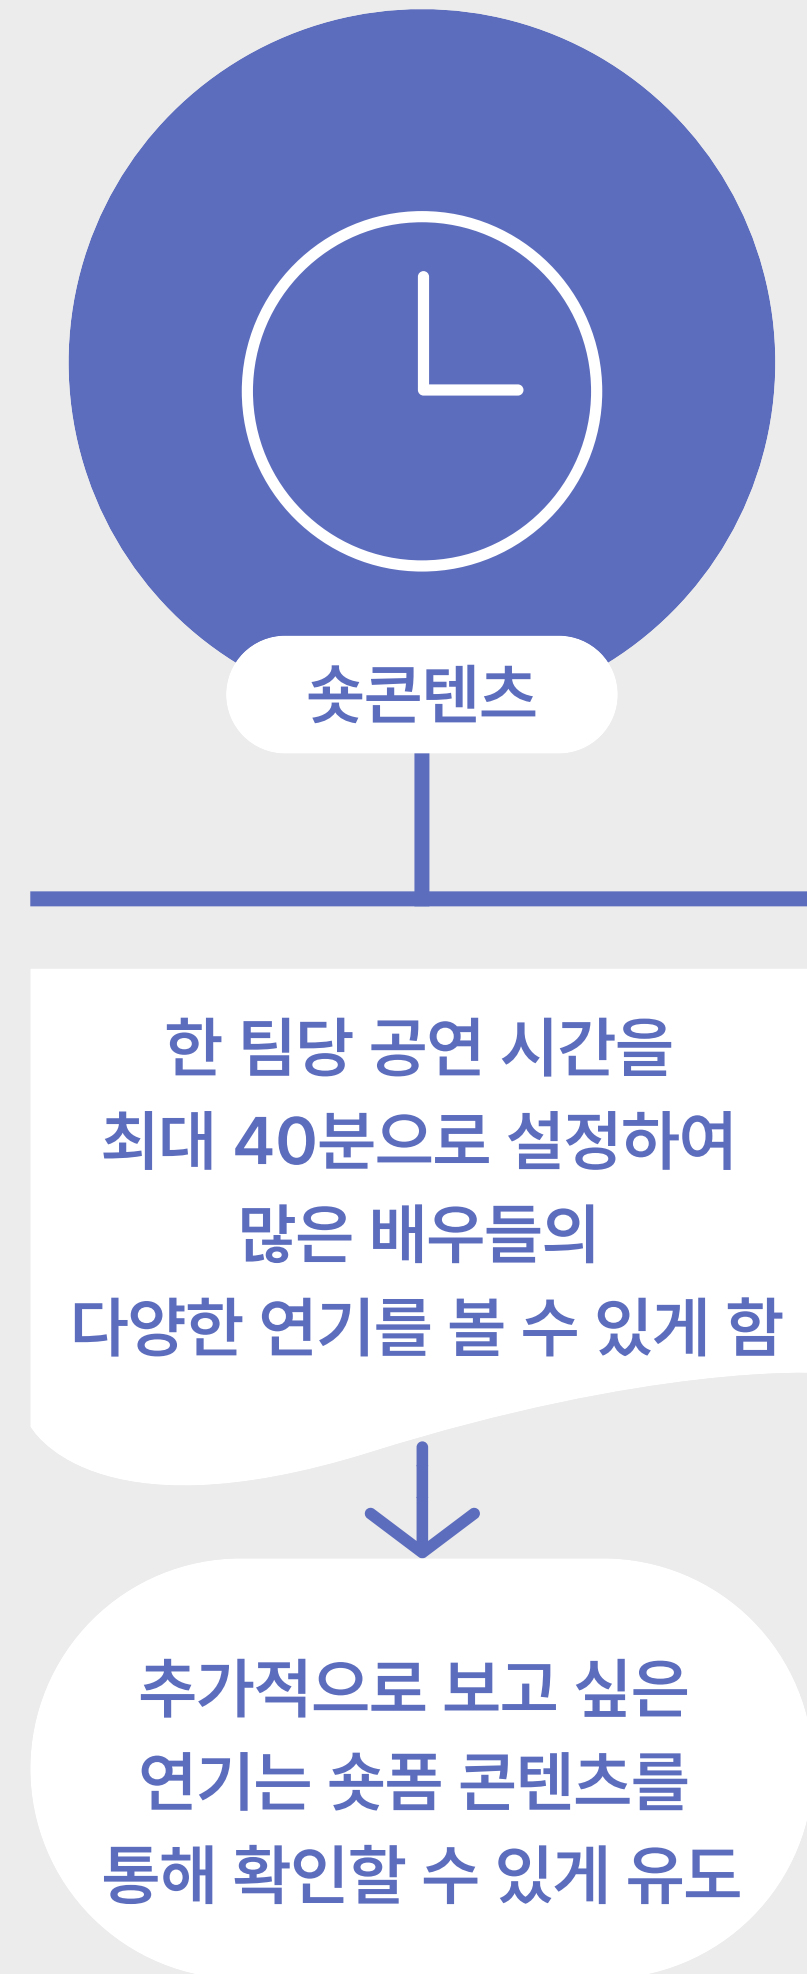 숏콘텐츠
한 팀당 공연 시간을
최대 40분으로 설정하여
많은 배우들의
다양한 연기를 볼 수 있게 함
추가적으로 보고 싶은
연기는 숏폼 콘텐츠를
통해 확인할 수 있게 유도